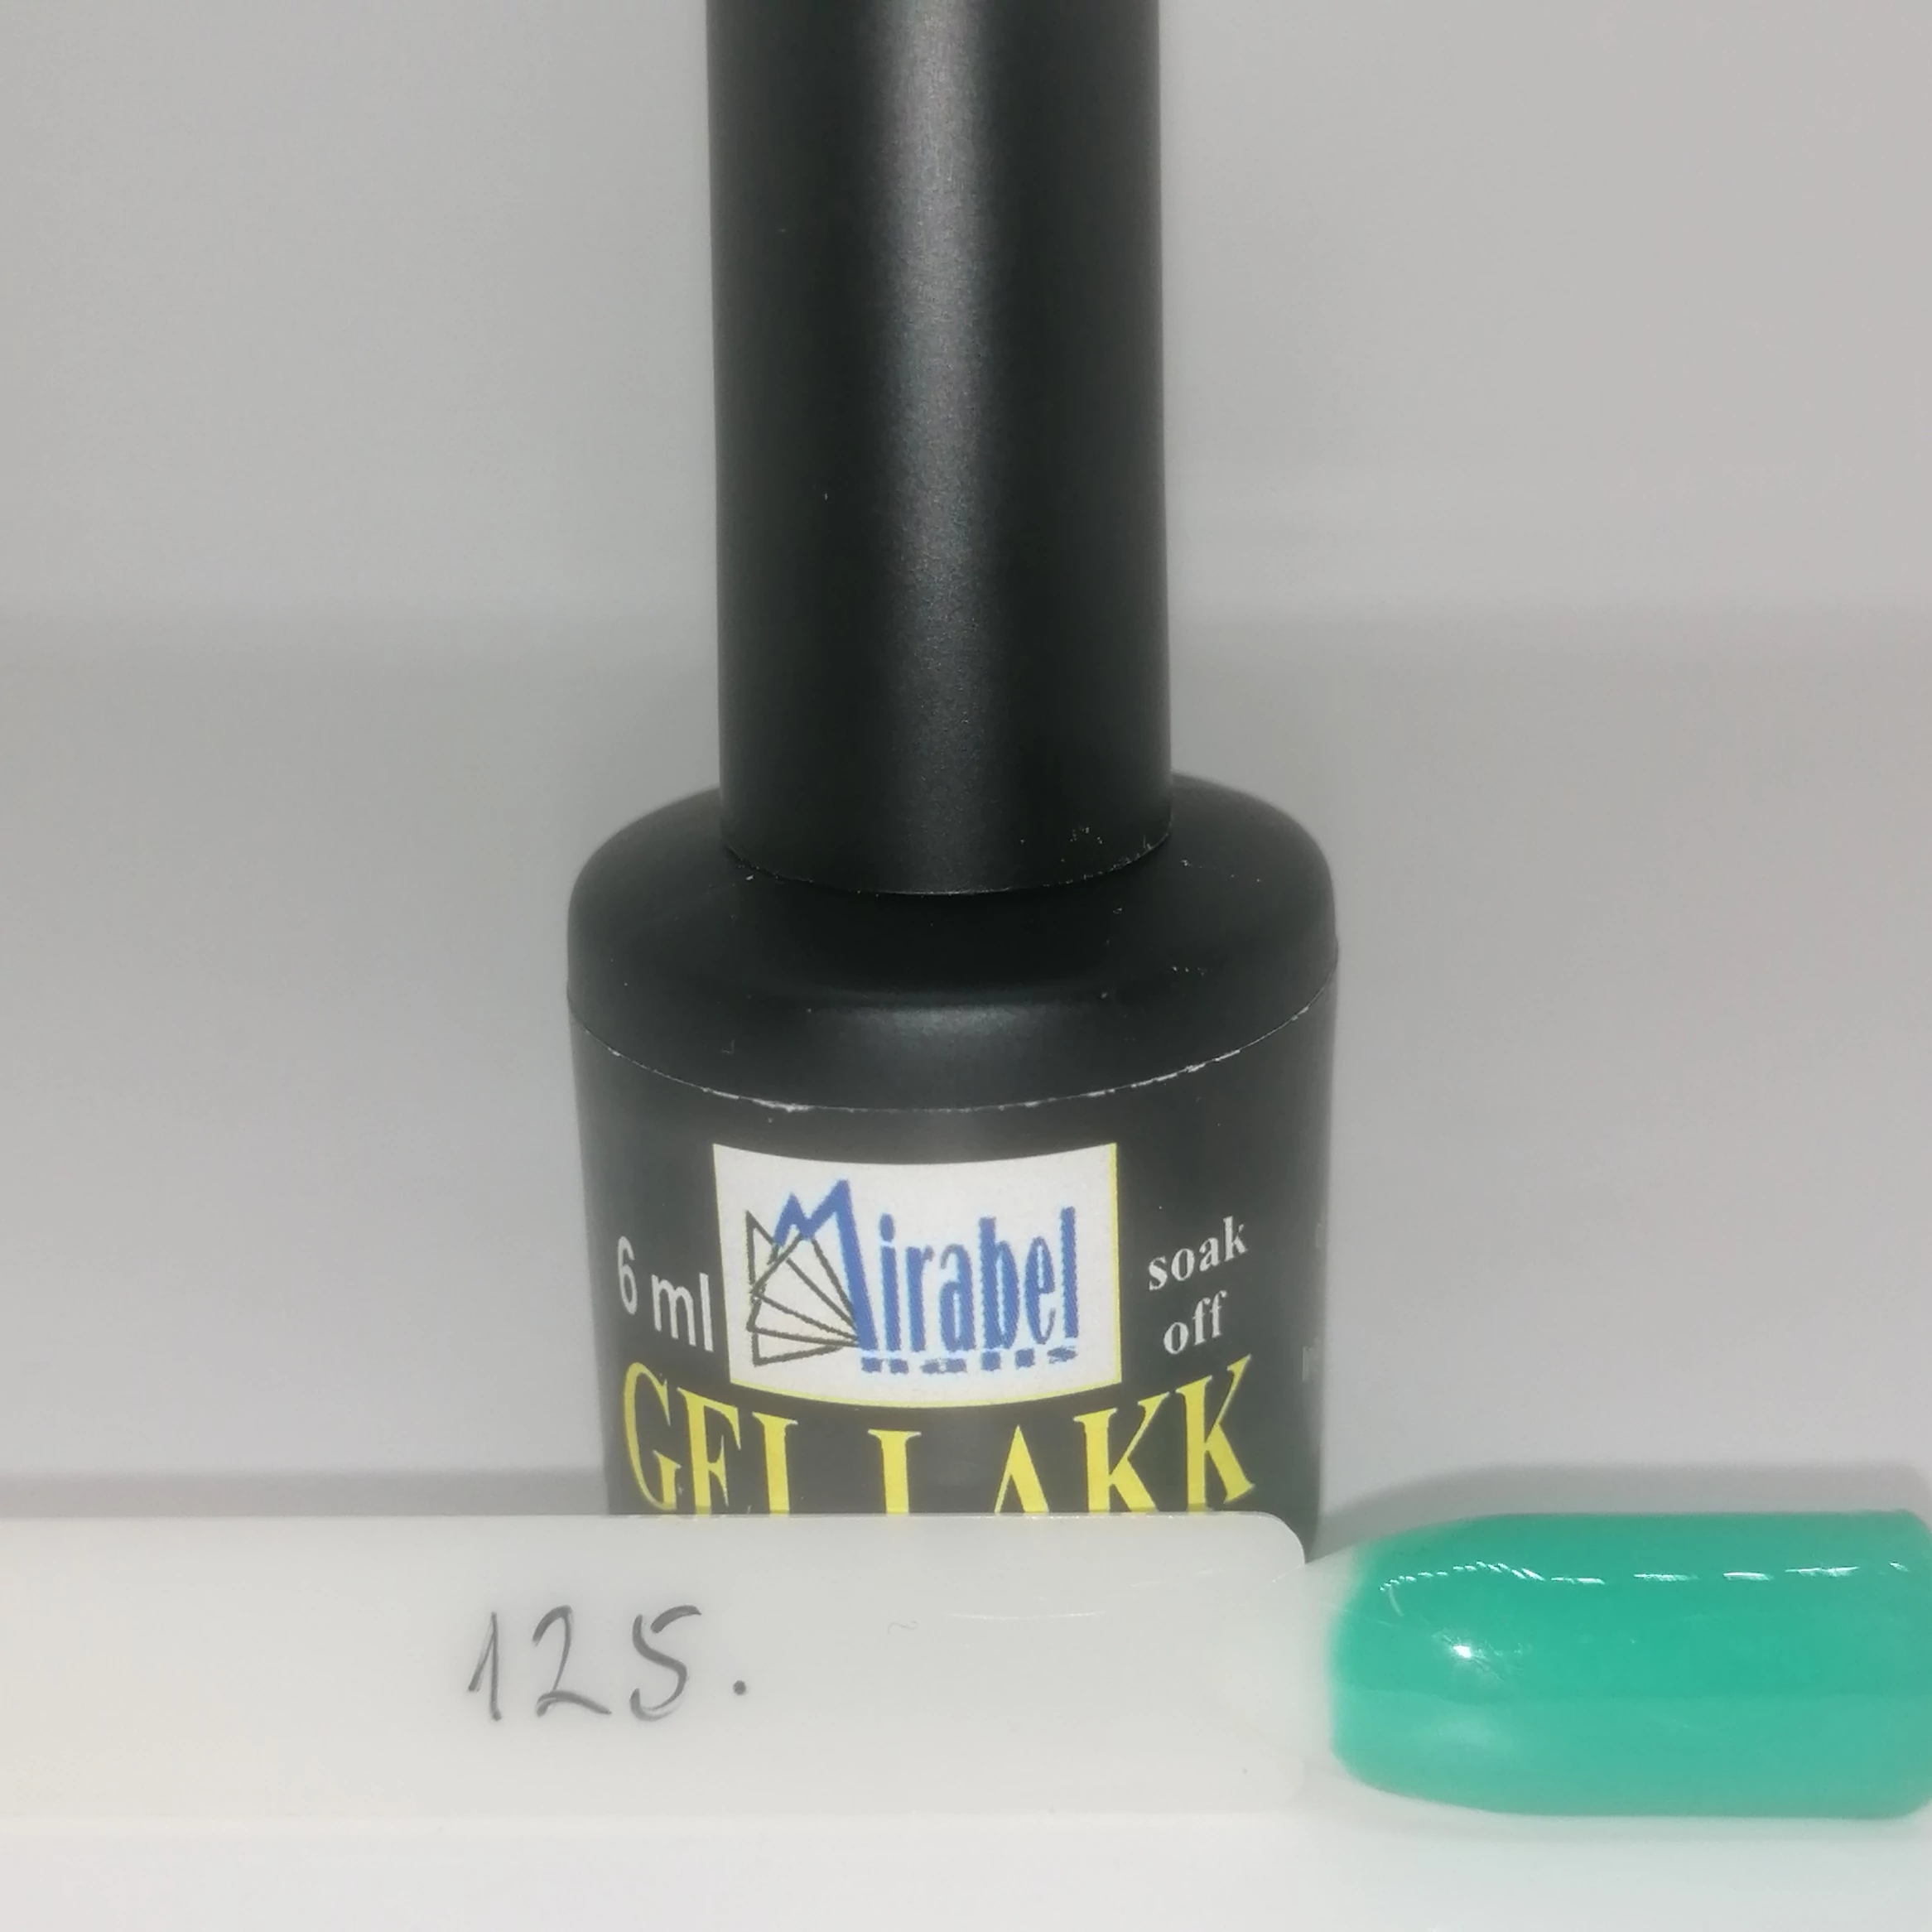 6 ml
Mirabel
nails
soak
off
GEL LAKK
125.